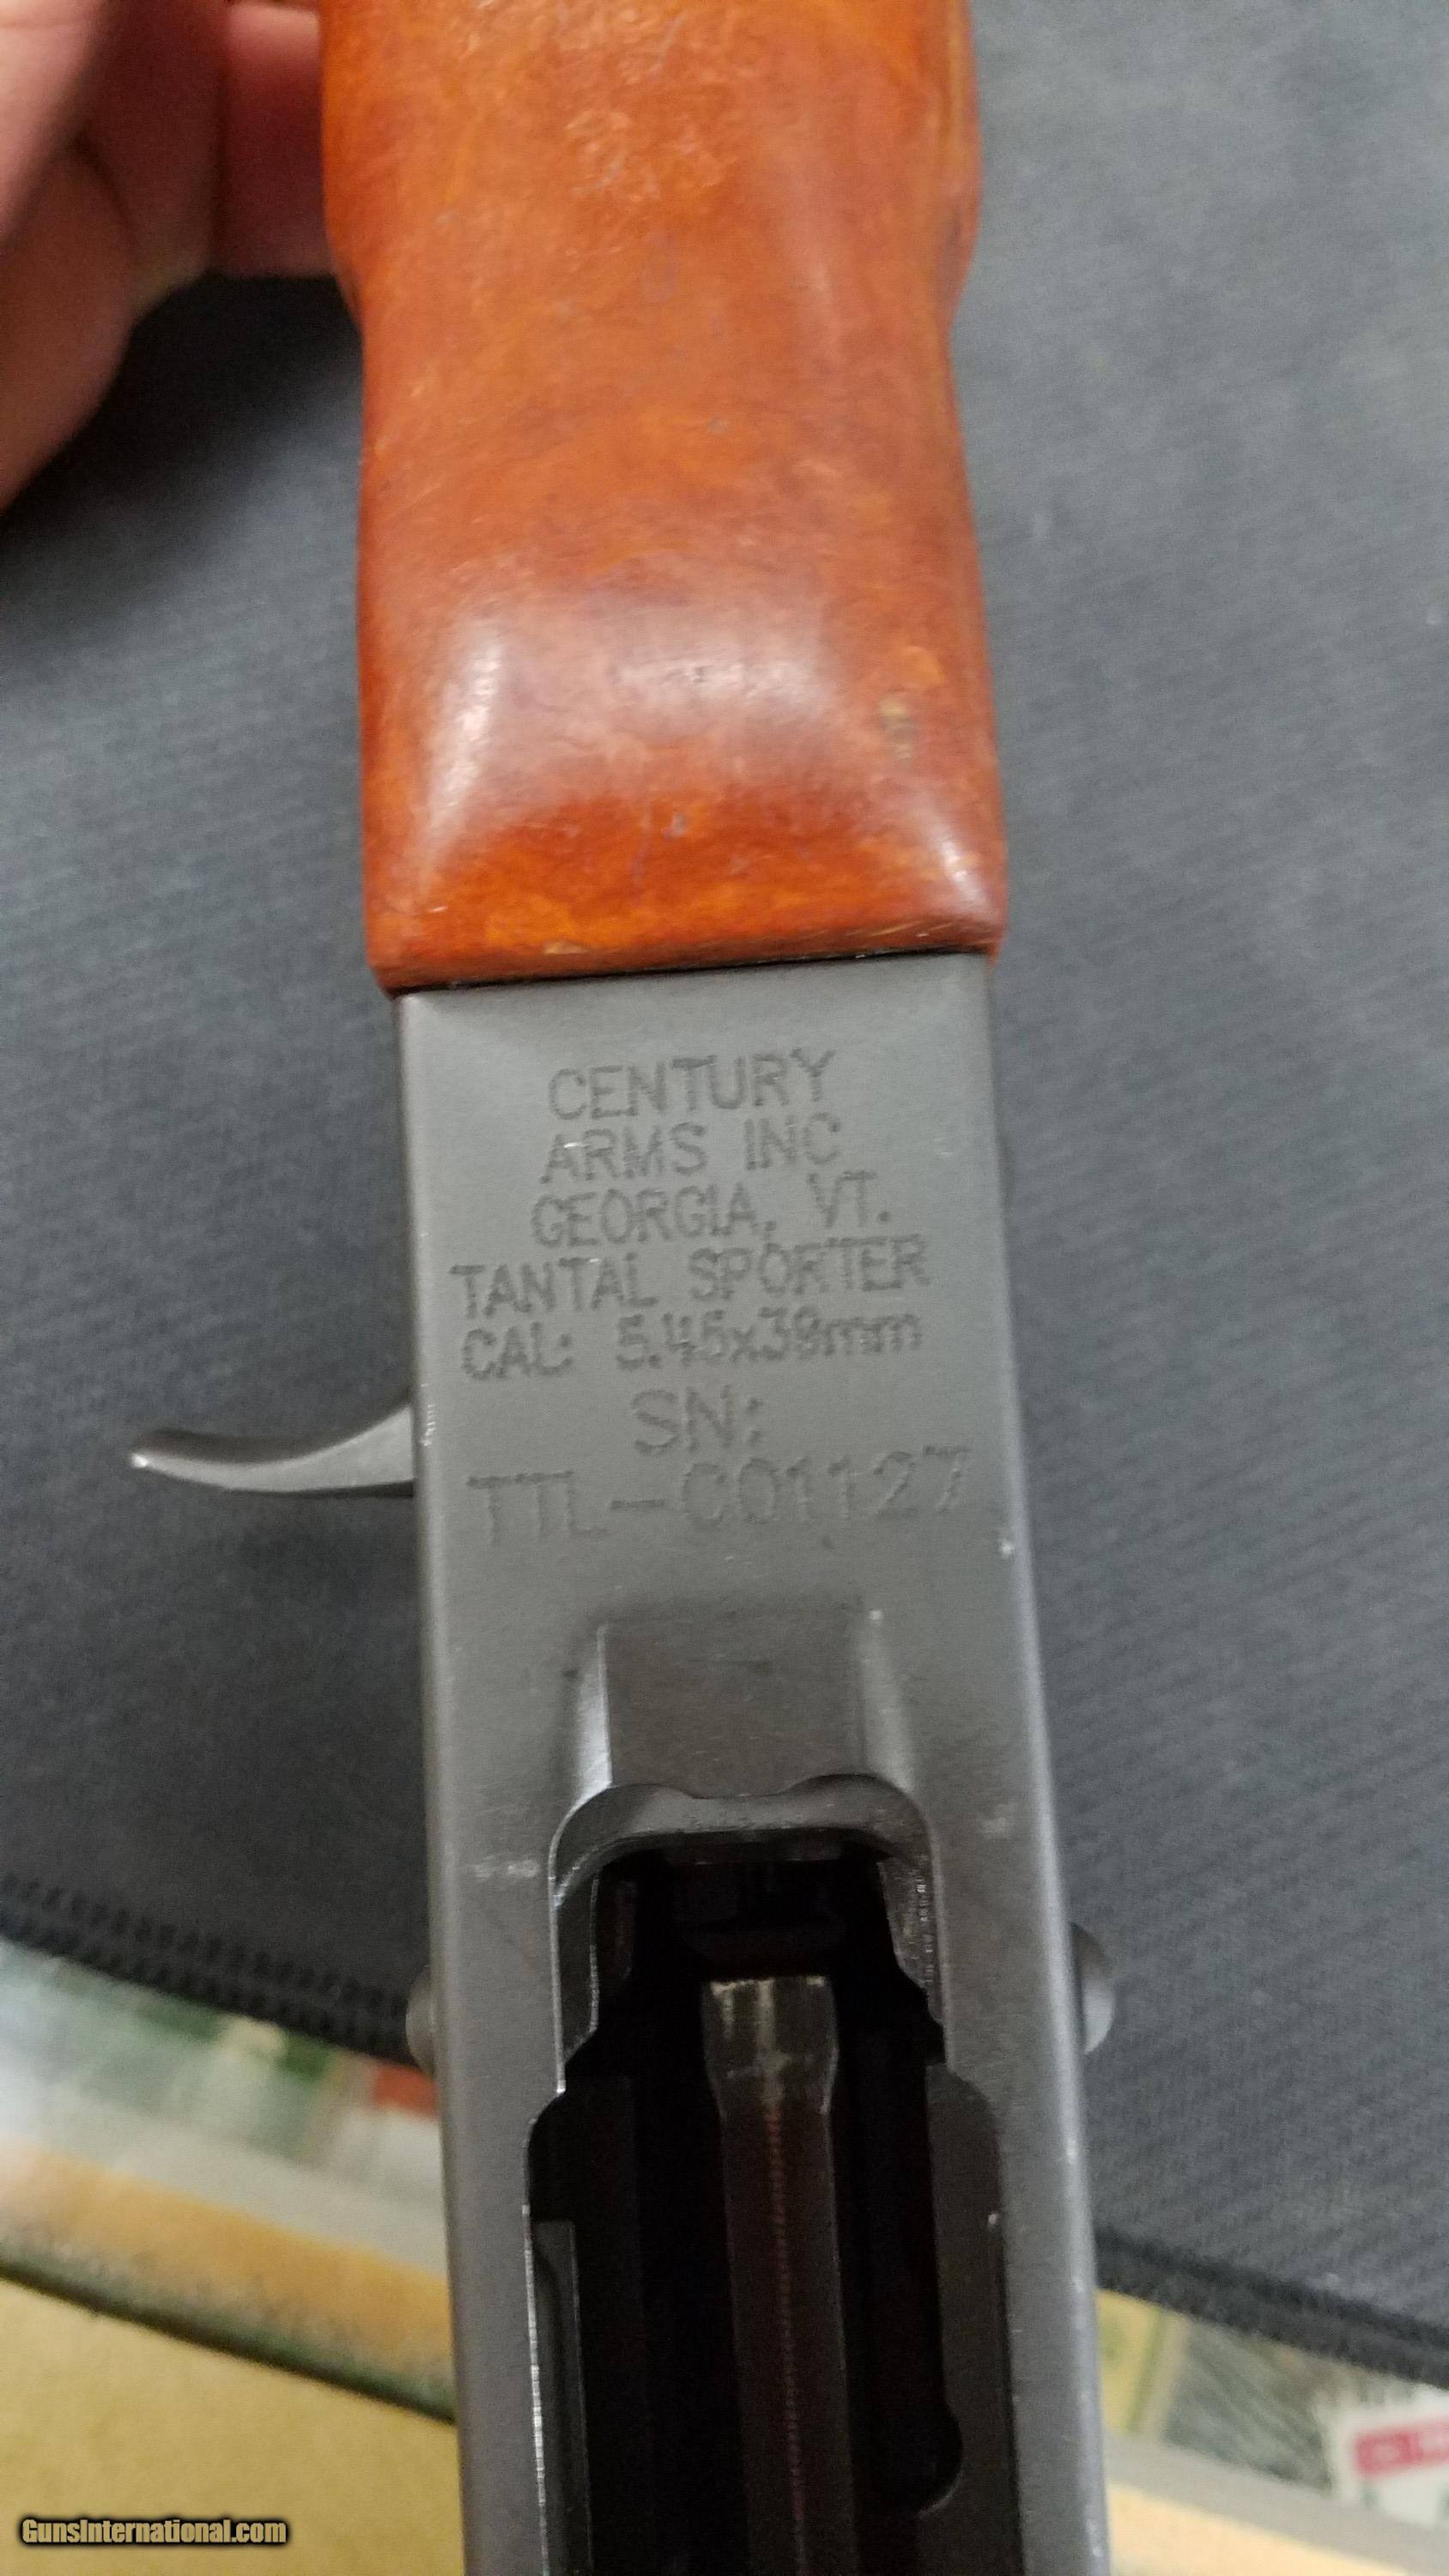 CENTURY
ARMS INC
GEORGIA, VT.
TANTAL SPORTER
CAL: 5.45x39mm
SN:
TTL-C01127
GunsInternational.com